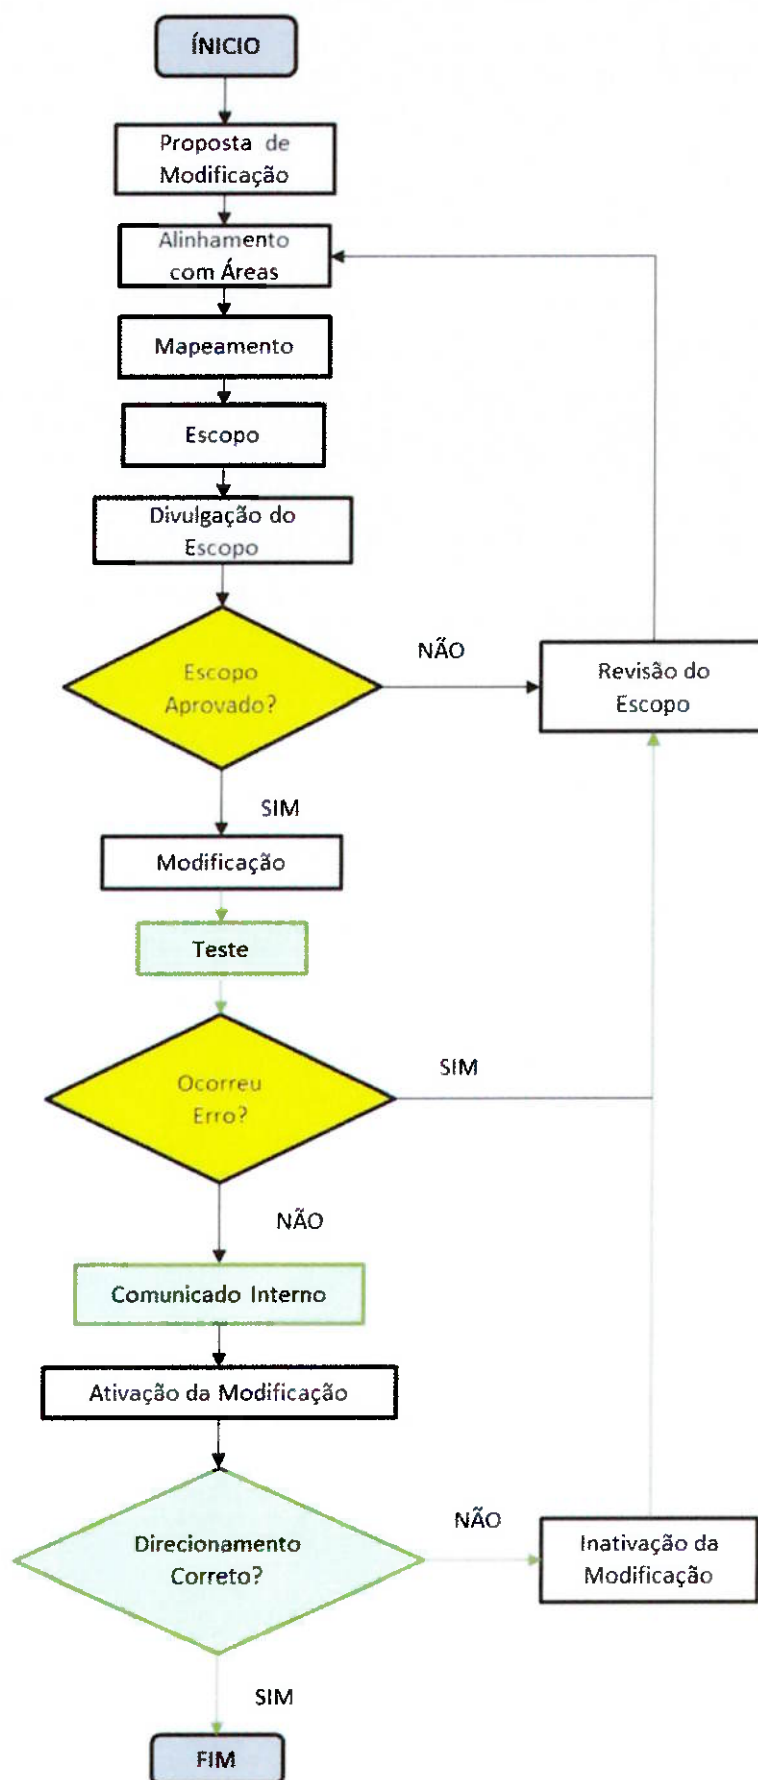 ÍNICIO
Proposta de
Modificação
Alinhamento
com Áreas
Mapeamento
Escopo
Divulgação do
Escopo
Escopo
Aprovado?
NÃO
Revisão do
Escopo
SIM
Modificação
Teste
Ocorreu
Erro?
SIM
NÃO
Comunicado Interno
Ativação da Modificação
Direcionamento
Correto?
NÃO
Inativação da
Modificação
SIM
FIM